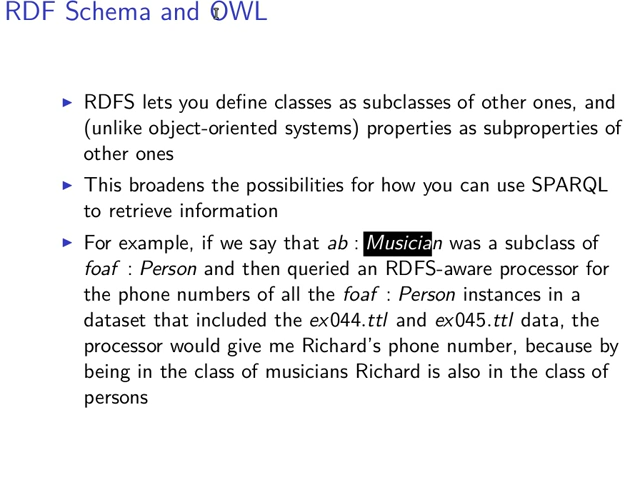 RDF Schema and OWL
▶ RDFS lets you define classes as subclasses of other ones, and
(unlike object-oriented systems) properties as subproperties of
other ones
▶ This broadens the possibilities for how you can use SPARQL
to retrieve information
▶ For example, if we say that ab : Musician was a subclass of
foaf : Person and then queried an RDFS-aware processor for
the phone numbers of all the foaf : Person instances in a
dataset that included the ex044.ttl and ex045.ttl data, the
processor would give me Richard's phone number, because by
being in the class of musicians Richard is also in the class of
persons